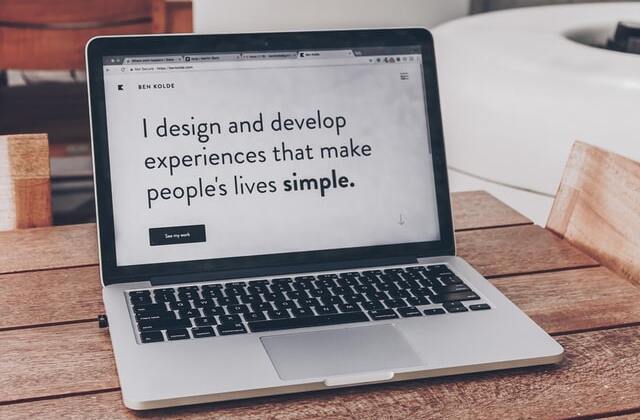 BEN KOLDE
I design and develop
experiences that make
people's lives simple.
See my work